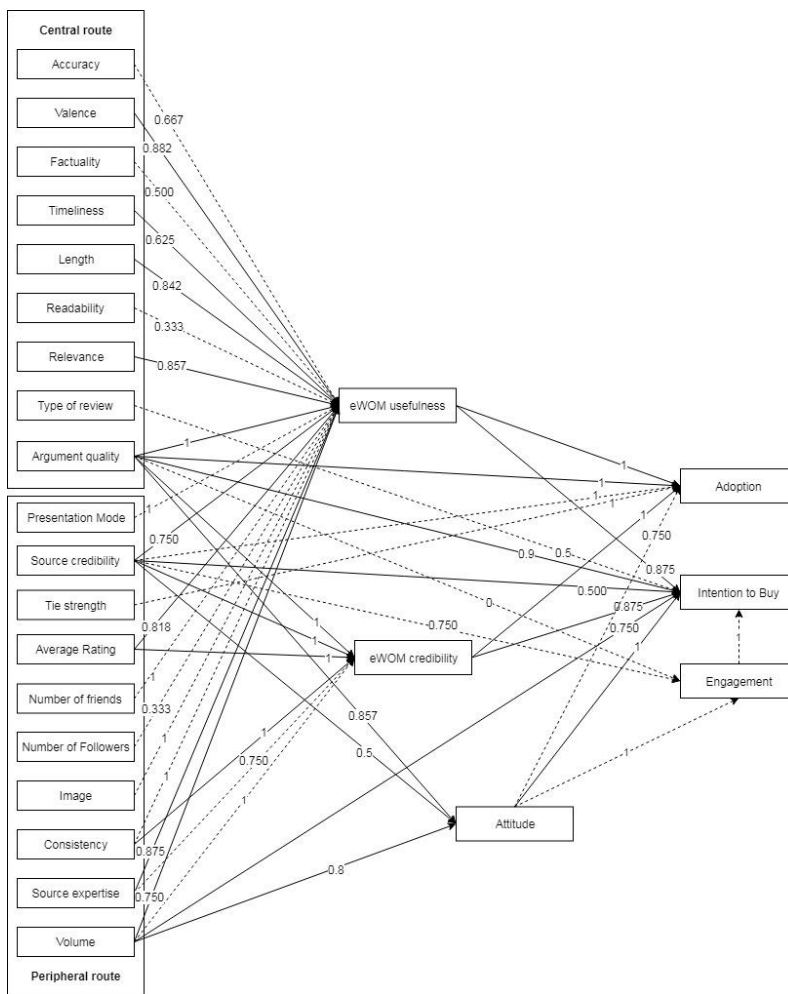 Central route
Accuracy
0.667
Valence
0.882
Factuality
0.500
Timeliness
0.625
Length
0.842
Readability
0.333
Relevance
0.857
Type of review
eWOM usefulness
Argument quality
1
1
1
Adoption
Presentation Mode
1
1
1
1
0.750
Source credibility
0.750
0.9
0.5
0.875
Tie strength
0.500
Intention to Buy
0
0.875
0.818
1
0.750
0.750
Average Rating
1
1
1
1
eWOM credibility
Number of friends
1
Engagement
0.333
0.857
Number of Followers
1
1
0.5
1
0.750
Image
1
1
Attitude
Consistency
0.875
0.8
Source expertise
0.750
Volume
Peripheral route